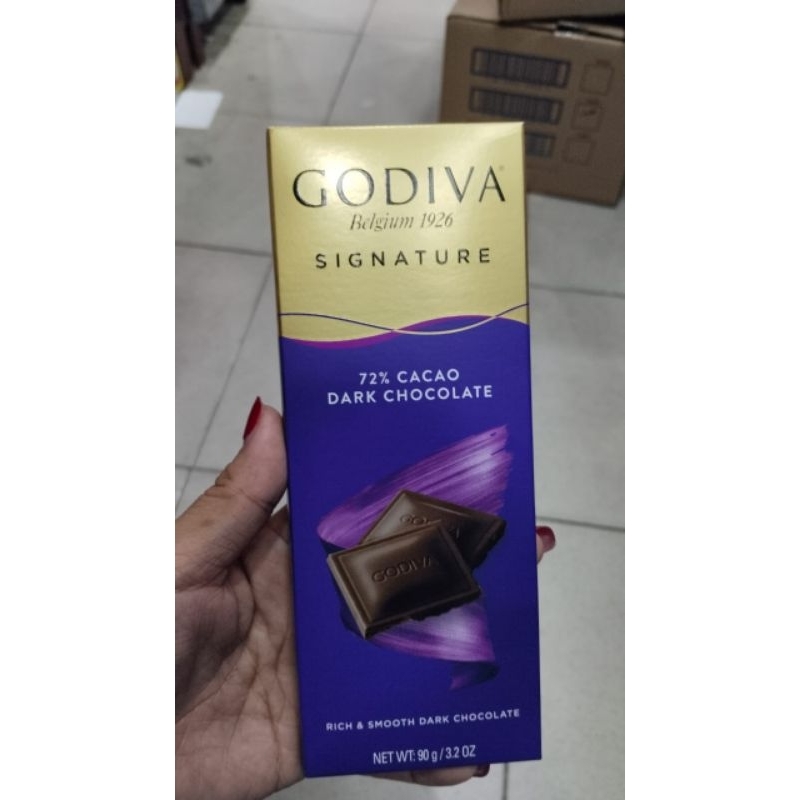 GODIVA
Belgium 1926
SIGNATURE
72% CACAO
DARK CHOCOLATE
GODIVA
RICH & SMOOTH DARK CHOCOLATE
NET WT: 90 g / 3.2 OZ